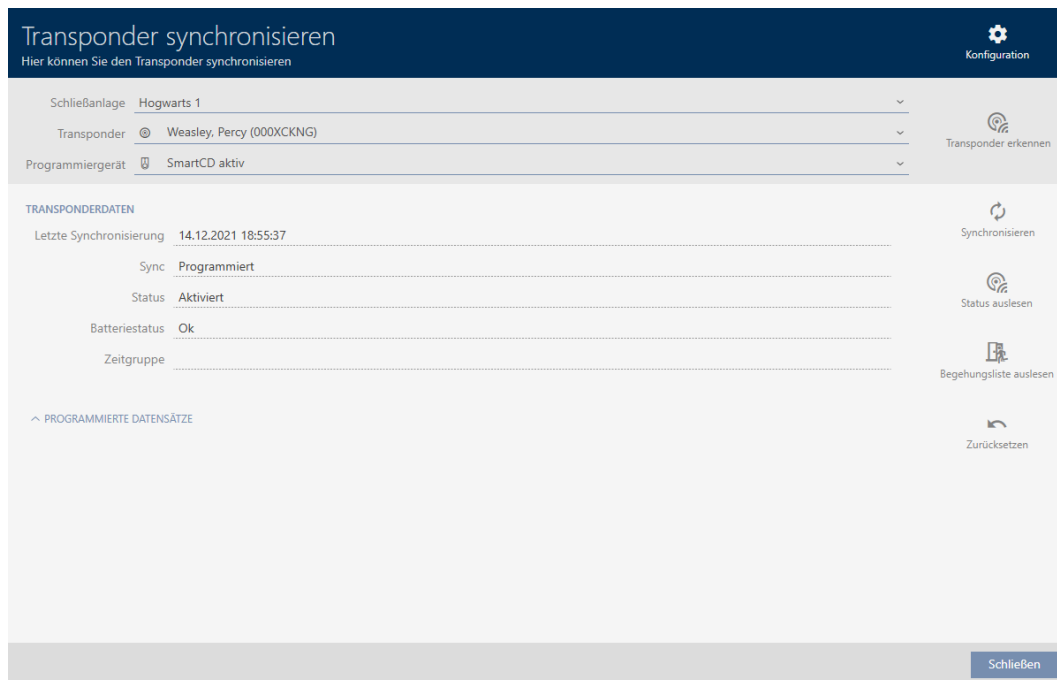 Transponder synchronisieren
Hier können Sie den Transponder synchronisieren
Konfiguration
Schließanlage Hogwarts 1
Transponder Weasley, Percy (000XCKNG)
Programmiergerät SmartCD aktiv
Transponder erkennen
TRANSPONDERDATEN
Letzte Synchronisierung 14.12.2021 18:55:37
Sync Programmiert
Status Aktiviert
Batteriestatus Ok
Zeitgruppe
PROGRAMMIERTE DATENSÄTZE
Synchronisieren
Status auslesen
Begehungsliste auslesen
Zurücksetzen
Schließen